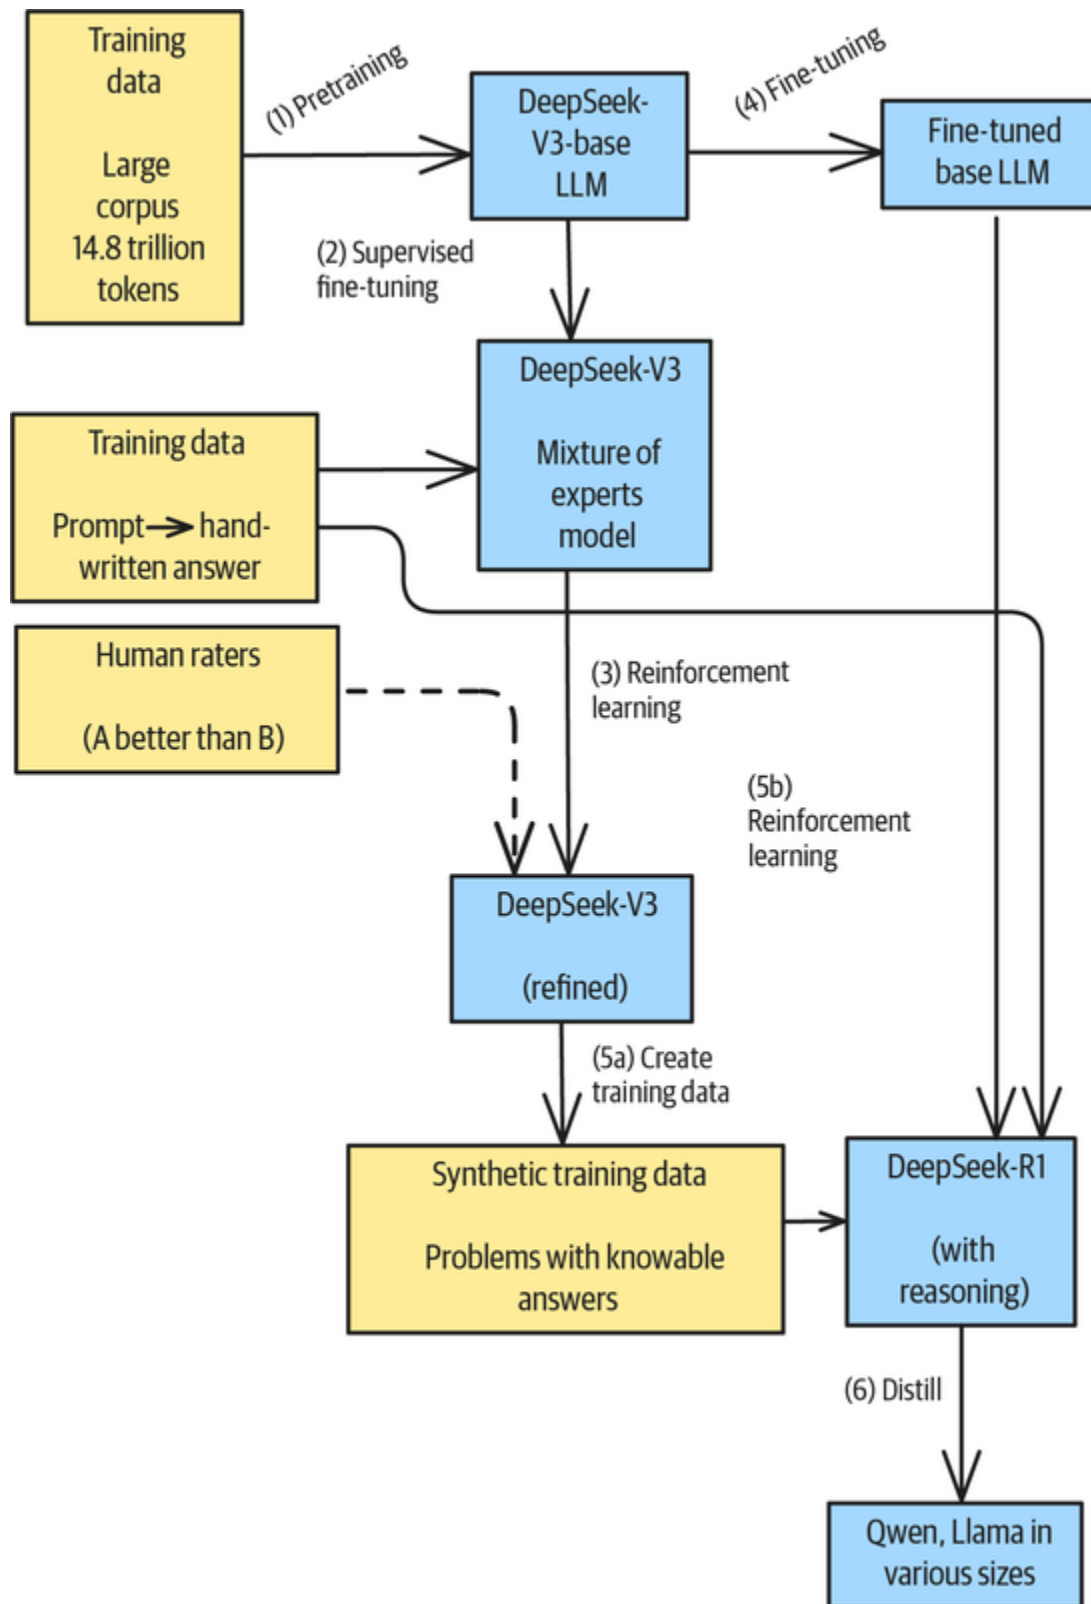 Training
data
Large
corpus
14.8 trillion
tokens
(1) Pretraining
DeepSeek-
V3-base
LLM
(4) Fine-tuning
Fine-tuned
base LLM
(2) Supervised
fine-tuning
DeepSeek-V3
Mixture of
experts
model
Training data
Prompt → hand-
written answer
Human raters
(A better than B)
(3) Reinforcement
learning
(5b)
Reinforcement
learning
DeepSeek-V3
(refined)
(5a) Create
training data
Synthetic training data
Problems with knowable
answers
DeepSeek-R1
(with
reasoning)
(6) Distill
Qwen, Llama in
various sizes